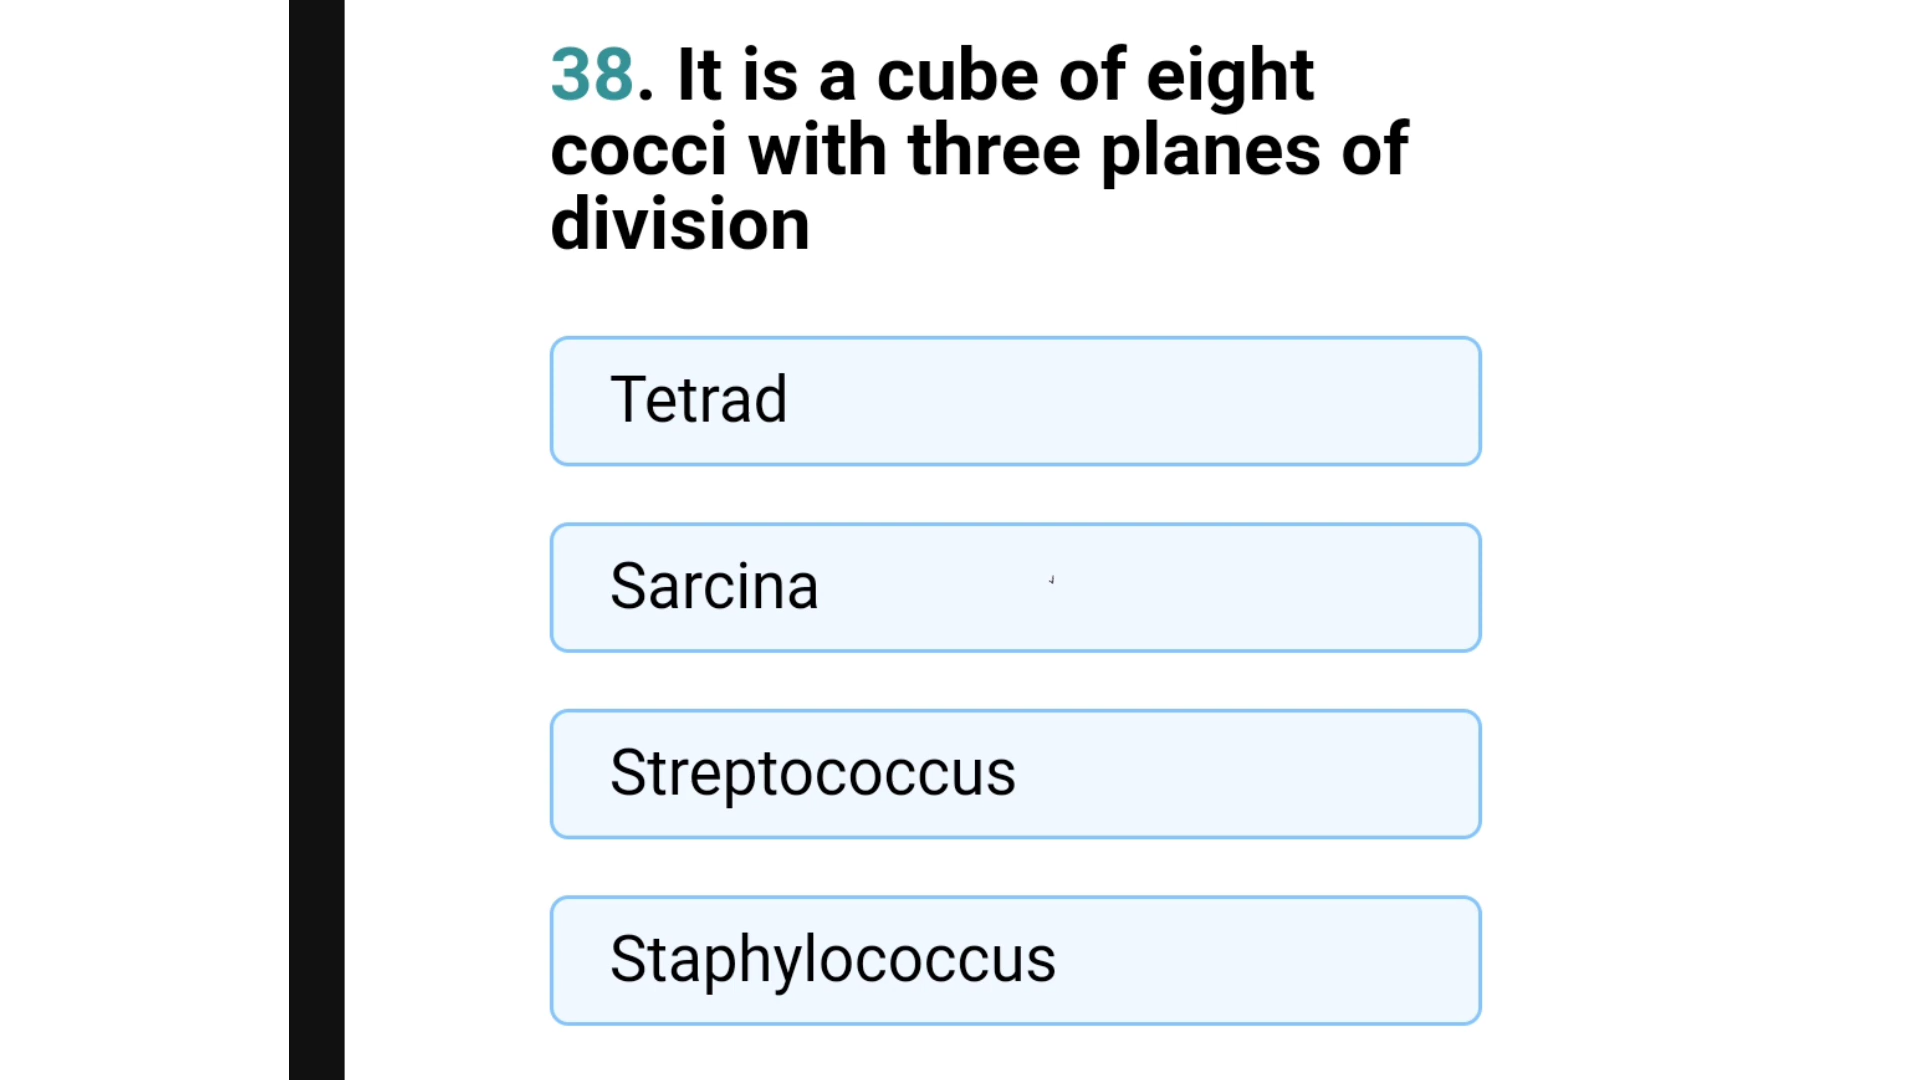 38. It is a cube of eight
cocci with three planes of
division
Tetrad
Sarcina
Streptococcus
Staphylococcus